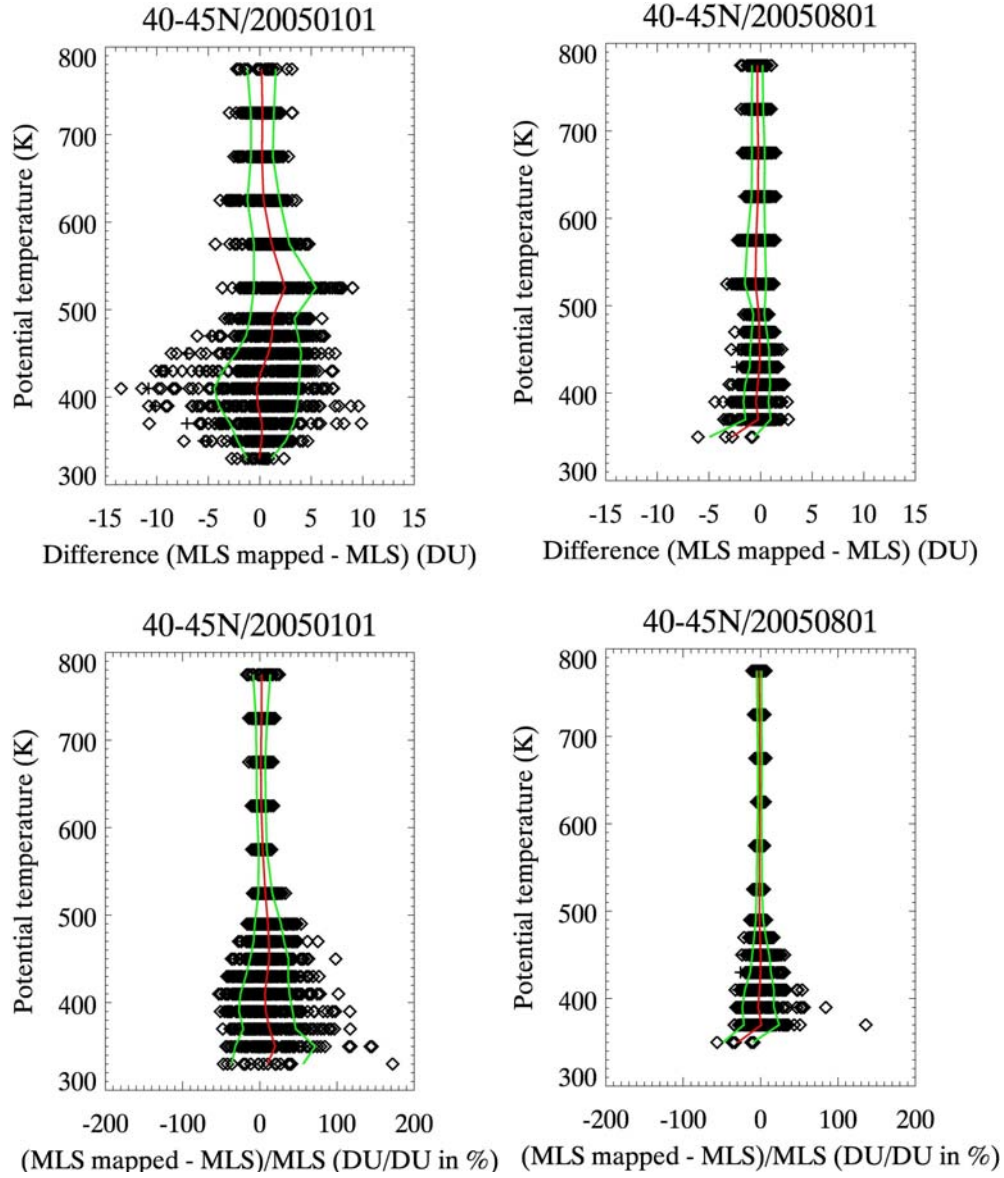 40-45N/20050101
800
700
600
500
400
300
Potential temperature (K)
-15 -10 -5 0 5 10 15
Difference (MLS mapped - MLS) (DU)
40-45N/20050801
800
700
600
500
400
300
Potential temperature (K)
-15 -10 -5 0 5 10 15
Difference (MLS mapped - MLS) (DU)
40-45N/20050101
800
700
600
500
400
300
Potential temperature (K)
-200 -100 0 100 200
(MLS mapped - MLS)/MLS (DU/DU in %)
40-45N/20050801
800
700
600
500
400
300
Potential temperature (K)
-200 -100 0 100 200
(MLS mapped - MLS)/MLS (DU/DU in %)